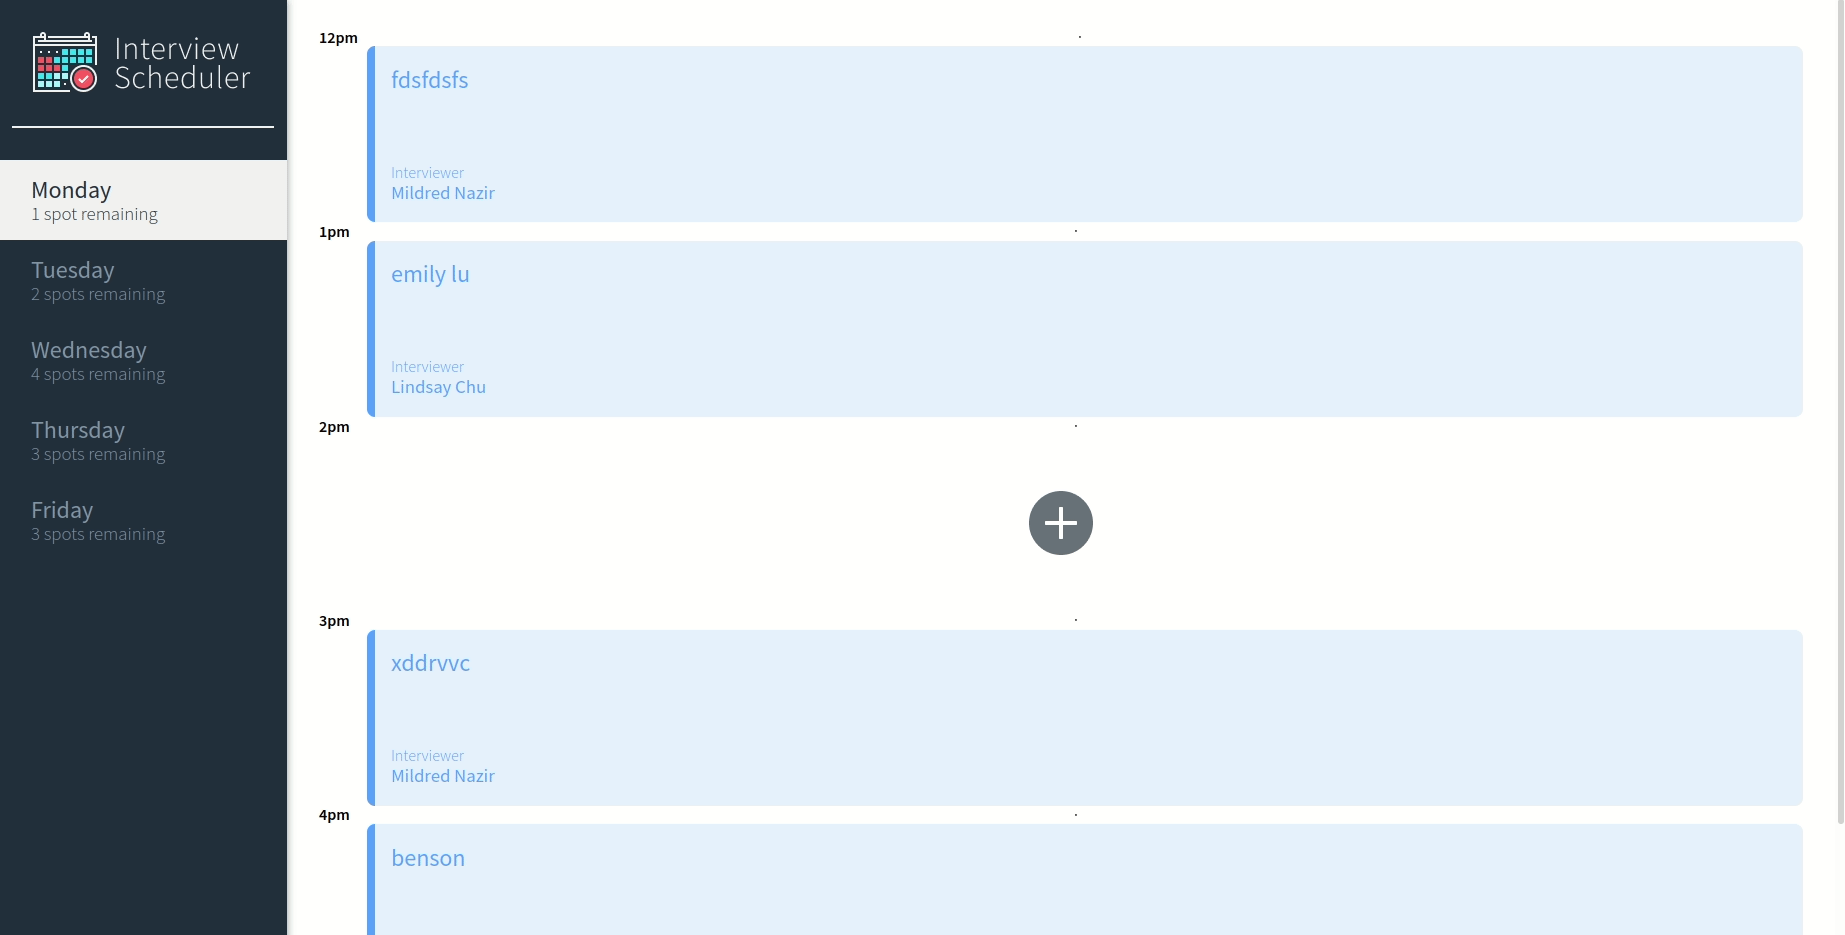 Interview
Scheduler
Monday
1 spot remaining
Tuesday
2 spots remaining
Wednesday
4 spots remaining
Thursday
3 spots remaining
Friday
3 spots remaining
12pm
fdsfdsfs
Interviewer
Mildred Nazir
1pm
emily lu
Interviewer
Lindsay Chu
2pm
3pm
xddrvvc
Interviewer
Mildred Nazir
4pm
benson